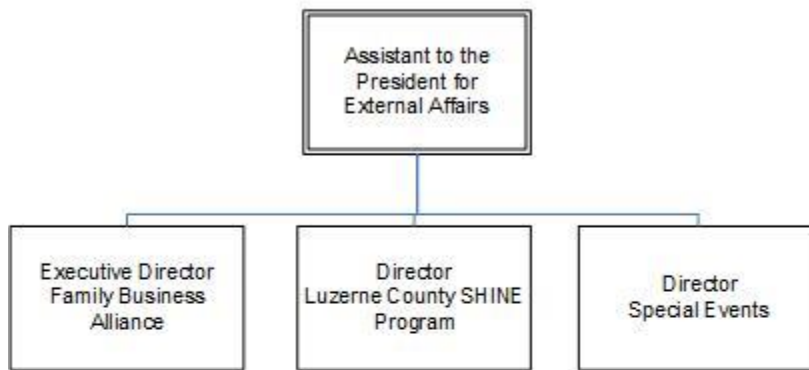 Assistant to the
President for
External Affairs
Executive Director
Family Business
Alliance
Director
Luzerne County SHINE
Program
Director
Special Events